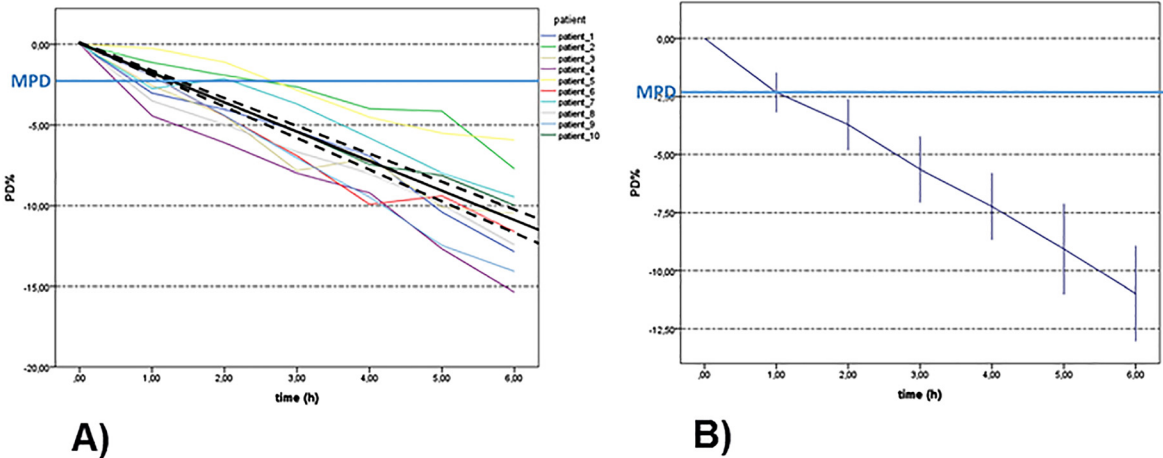 patient
patient_1
patient_2
patient_3
patient_4
patient_5
patient_6
patient_7
patient_8
patient_9
patient_10
0,00
MPD
-5,00
PD%
-10,00
-15,00
-20,00
,00 1,00 2,00 3,00 4,00 5,00 6,00
time (h)
A)
0,00
MPD
-5,00
PD%
-7,50
-10,00
-12,50
,00 1,00 2,00 3,00 4,00 5,00 6,00
time (h)
B)